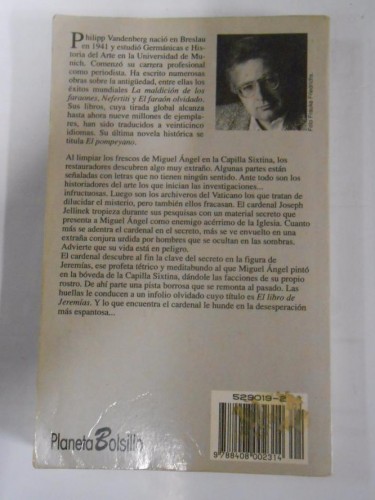 Philipp Vandenberg nació en Breslau
en 1941 y estudió Germánicas e His-
toria del Arte en la Universidad de Mu-
nich. Comenzó su carrera profesional
como periodista. Ha escrito numerosas
obras sobre la antigüedad, entre ellas los
éxitos mundiales La maldición de los
faraones, Nefertiti y El faraón olvidado.
Sus libros, cuya tirada global alcanza
hasta ahora nueve millones de ejempla-
res, han sido traducidos a veinticinco
idiomas. Su última novela histórica se
titula El pompeyano.
Al limpiar los frescos de Miguel Ángel en la Capilla Sixtina, los
restauradores descubren algo muy extraño. Algunas partes están
señaladas con letras que no tienen ningún sentido. Ante todo son los
historiadores del arte los que inician las investigaciones...
infructuosas. Luego son los archiveros del Vaticano los que tratan de
dilucidar el misterio, pero también ellos fracasan. El cardenal Joseph
Jellinek tropieza durante sus pesquisas con un material secreto que
presenta a Miguel Ángel como enemigo acérrimo de la Iglesia. Cuanto
más se adentra el cardenal en el secreto, más se ve envuelto en una
extraña conjura urdida por hombres que se ocultan en las sombras.
Advierte que su vida está en peligro.
El cardenal descubre al fin la clave del secreto en la figura de
Jeremías, ese profeta tétrico y meditabundo al que Miguel Ángel pintó
en la bóveda de la Capilla Sixtina, dándole las facciones de su propio
rostro. De ahí parte una pista borrosa que se remonta al pasado. Las
huellas le conducen a un infolio olvidado cuyo título es El libro de
Jeremías. Y lo que encuentra el cardenal le hunde en la desesperación
más espantosa...
Planeta Bolsillo
529019-2
9 788408 002314